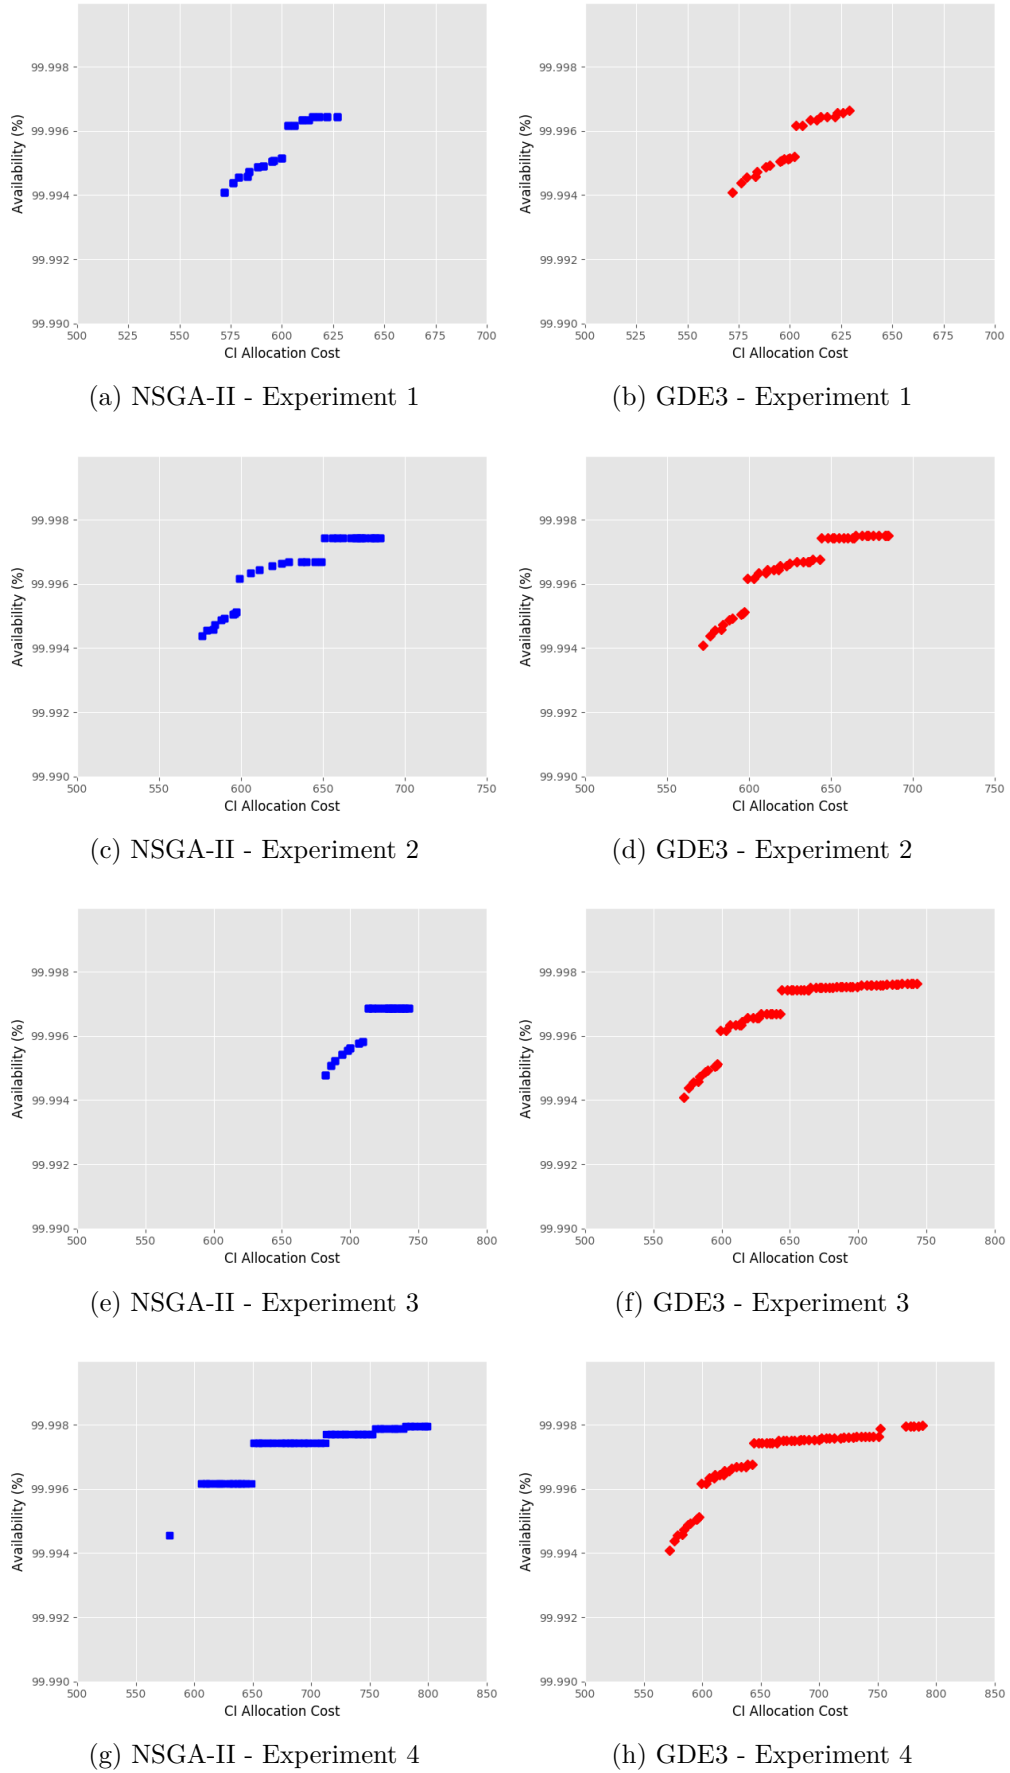 99.998
99.996
99.994
99.992
99.990
Availability (%)
500 525 550 575 600 625 650 675 700
CI Allocation Cost
(a) NSGA-II - Experiment 1
99.998
99.996
99.994
99.992
99.990
Availability (%)
500 525 550 575 600 625 650 675 700
CI Allocation Cost
(b) GDE3 - Experiment 1
99.998
99.996
99.994
99.992
99.990
Availability (%)
500 550 600 650 700 750
CI Allocation Cost
(c) NSGA-II - Experiment 2
99.998
99.996
99.994
99.992
99.990
Availability (%)
500 550 600 650 700 750
CI Allocation Cost
(d) GDE3 - Experiment 2
99.998
99.996
99.994
99.992
99.990
Availability (%)
500 550 600 650 700 750 800
CI Allocation Cost
(e) NSGA-II - Experiment 3
99.998
99.996
99.994
99.992
99.990
Availability (%)
500 550 600 650 700 750 800
CI Allocation Cost
(f) GDE3 - Experiment 3
99.998
99.996
99.994
99.992
99.990
Availability (%)
500 550 600 650 700 750 800 850
CI Allocation Cost
(g) NSGA-II - Experiment 4
99.998
99.996
99.994
99.992
99.990
Availability (%)
500 550 600 650 700 750 800 850
CI Allocation Cost
(h) GDE3 - Experiment 4